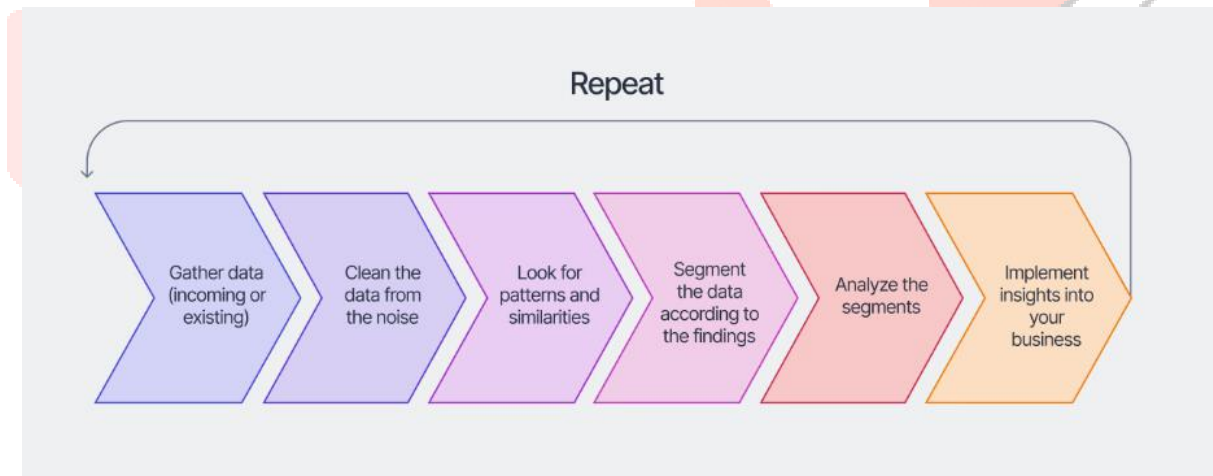 Repeat
Gather data
(incoming or
existing)
Clean the
data from
the noise
Look for
patterns and
similarities
Segment
the data
according to
the findings
Analyze the
segments
Implement
insights into
your
business